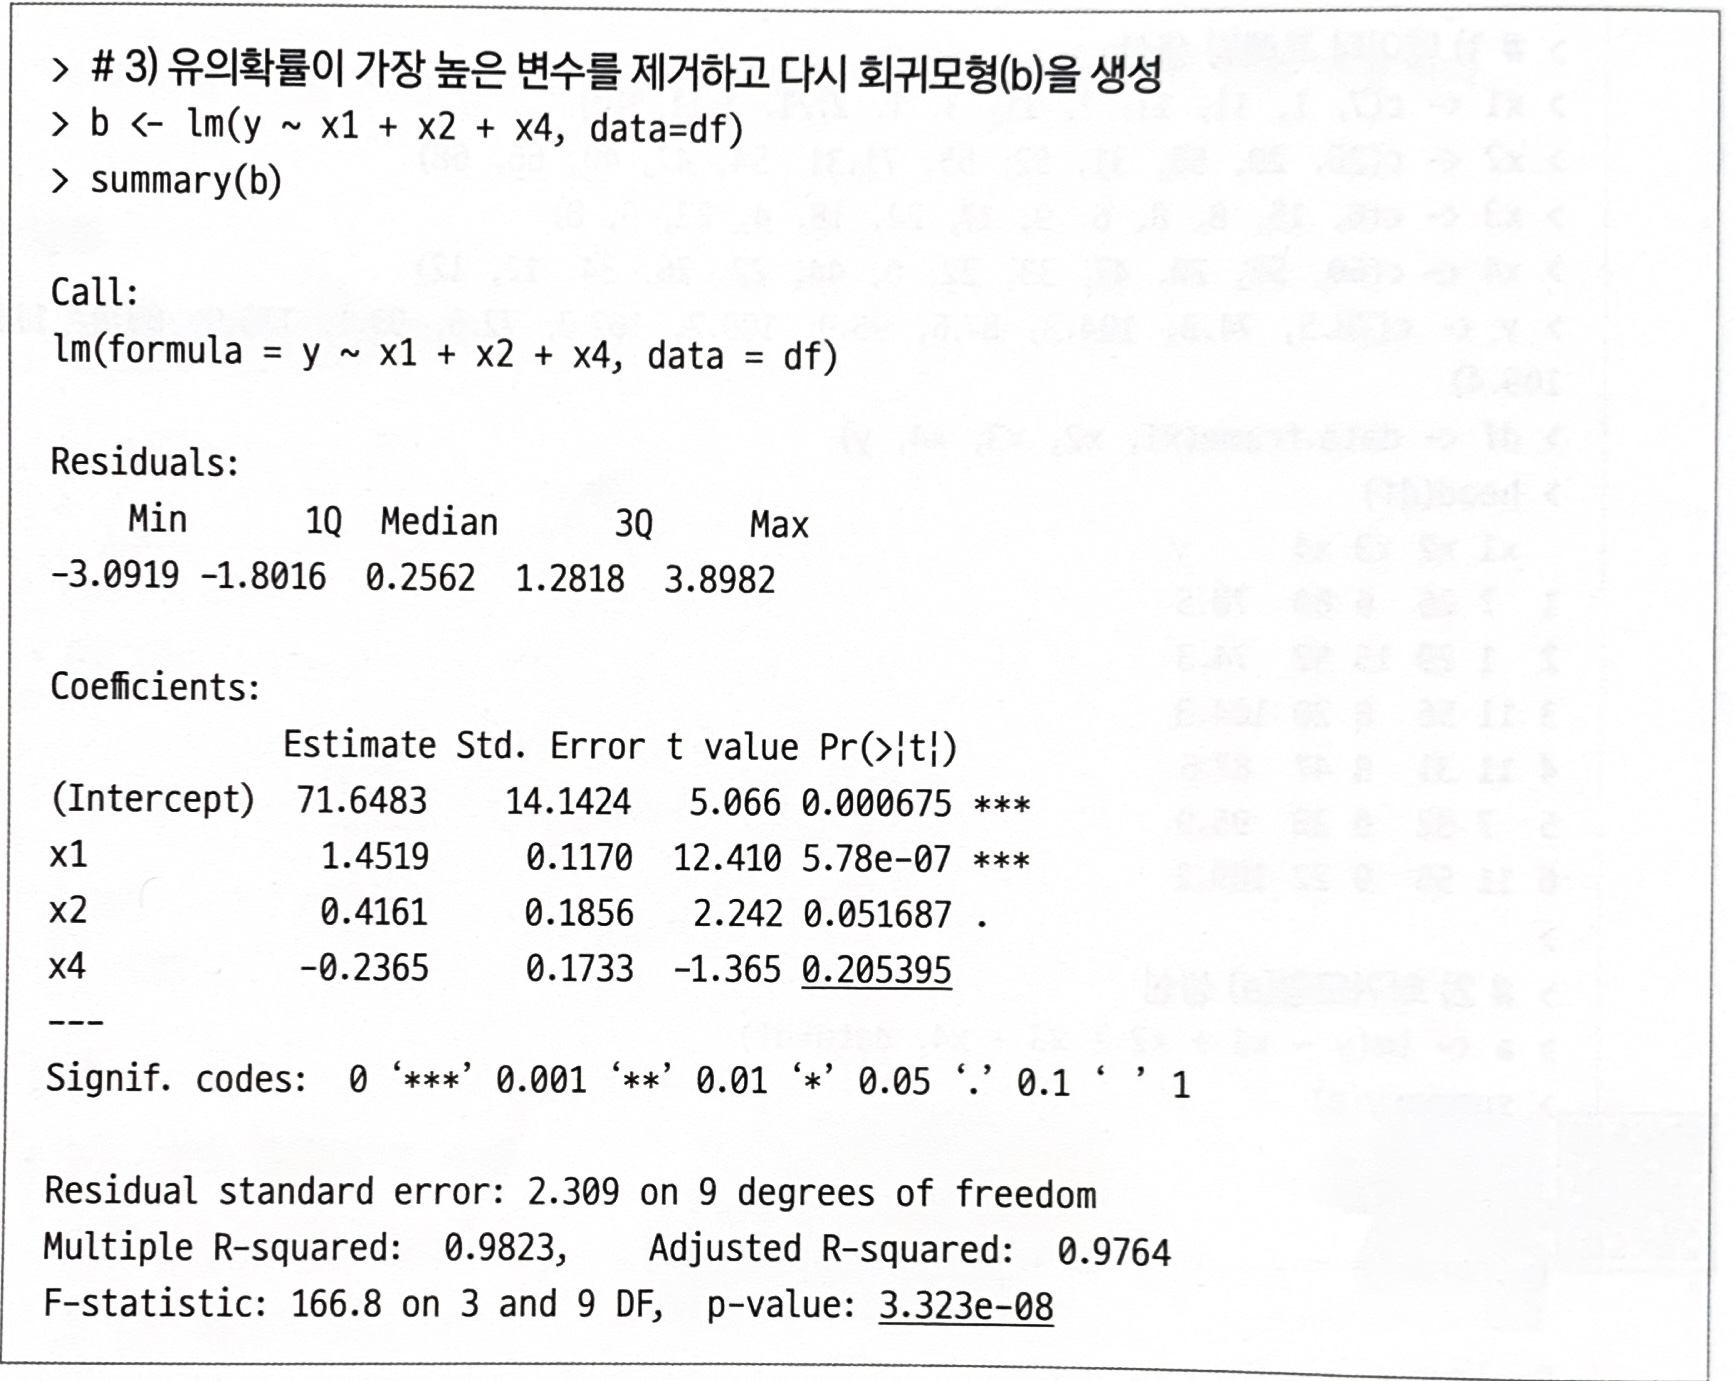 > # 3) 유의확률이 가장 높은 변수를 제거하고 다시 회귀모형(b)을 생성
> b <- lm(y ~ x1 + x2 + x4, data=df)
> summary(b)
Call:
lm(formula = y ~ x1 + x2 + x4, data = df)
Residuals:
Min 1Q Median 3Q Max
-3.0919 -1.8016 0.2562 1.2818 3.8982
Coefficients:
Estimate Std. Error t value Pr(>¦t¦)
(Intercept) 71.6483 14.1424 5.066 0.000675 ***
x1 1.4519 0.1170 12.410 5.78e-07 ***
x2 0.4161 0.1856 2.242 0.051687 .
x4 -0.2365 0.1733 -1.365 0.205395
---
Signif. codes: 0 ‘***’ 0.001 ‘**’ 0.01 ‘*’ 0.05 ‘.’ 0.1 ‘ ’ 1
Residual standard error: 2.309 on 9 degrees of freedom
Multiple R-squared: 0.9823, Adjusted R-squared: 0.9764
F-statistic: 166.8 on 3 and 9 DF, p-value: 3.323e-08